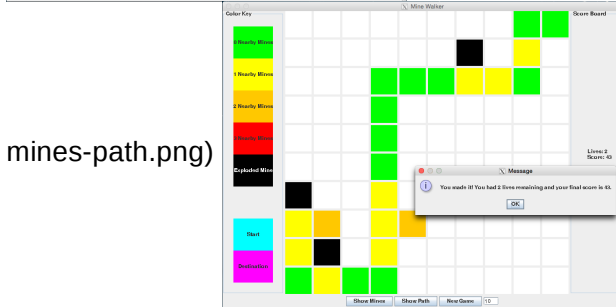 Mine Walker
Color Key
Score Board
0 Nearby Mines
1 Nearby Mines
2 Nearby Mines
3 Nearby Mines
Exploded Mine
mines-path.png)
Lives: 2
Score: 43
Message
You made it! You had 2 lives remaining and your final score is 43.
OK
Start
Destination
Show Mines
Show Path
New Game
10